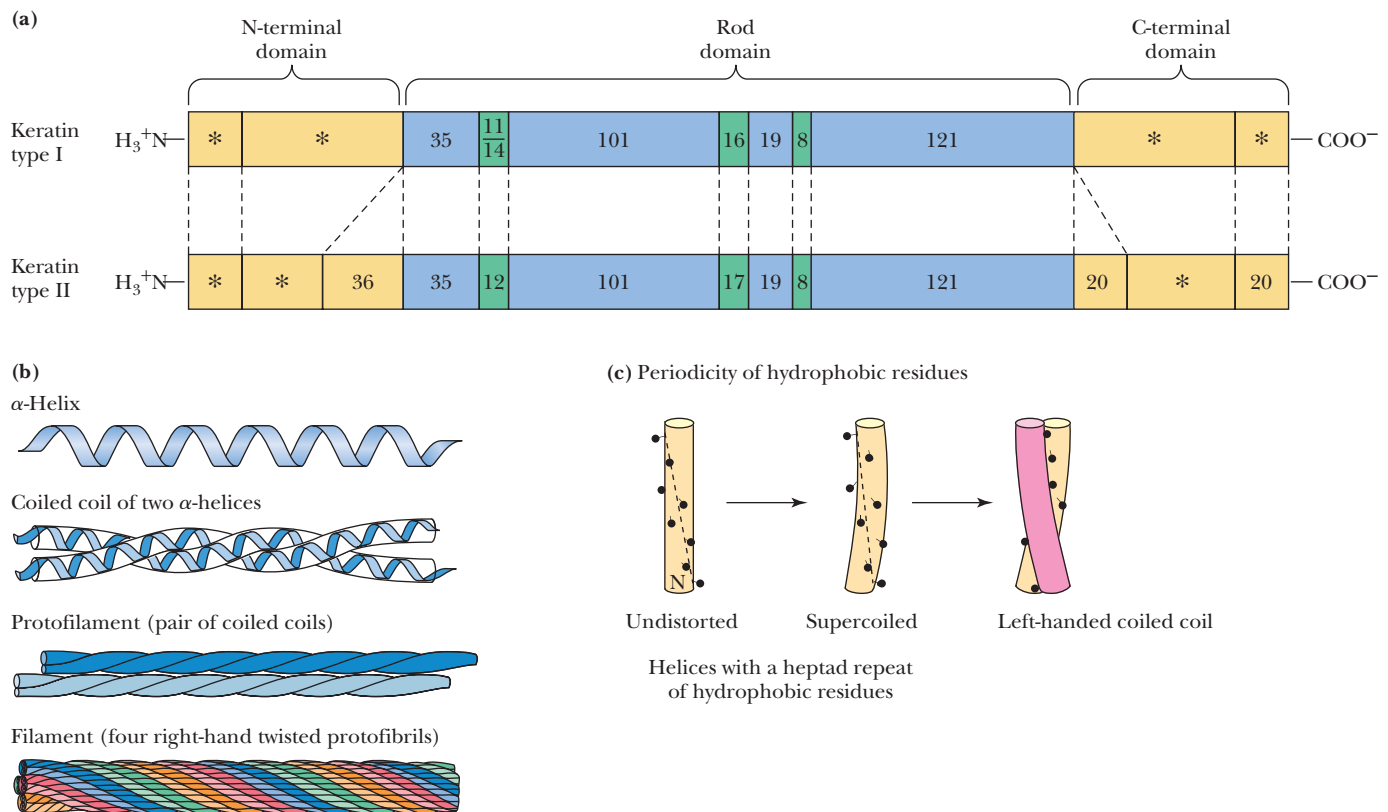 (a)
N-terminal
domain
Rod
domain
C-terminal
domain
Keratin
type I
H₃⁺N
*
*
35
11
14
101
16
19
8
121
*
*
COO⁻
Keratin
type II
H₃⁺N
*
*
36
35
12
101
17
19
8
121
20
*
20
COO⁻
(b)
α-Helix
Coiled coil of two α-helices
Protofilament (pair of coiled coils)
Filament (four right-hand twisted protofibrils)
(c) Periodicity of hydrophobic residues
N
Undistorted
Supercoiled
Left-handed coiled coil
Helices with a heptad repeat
of hydrophobic residues